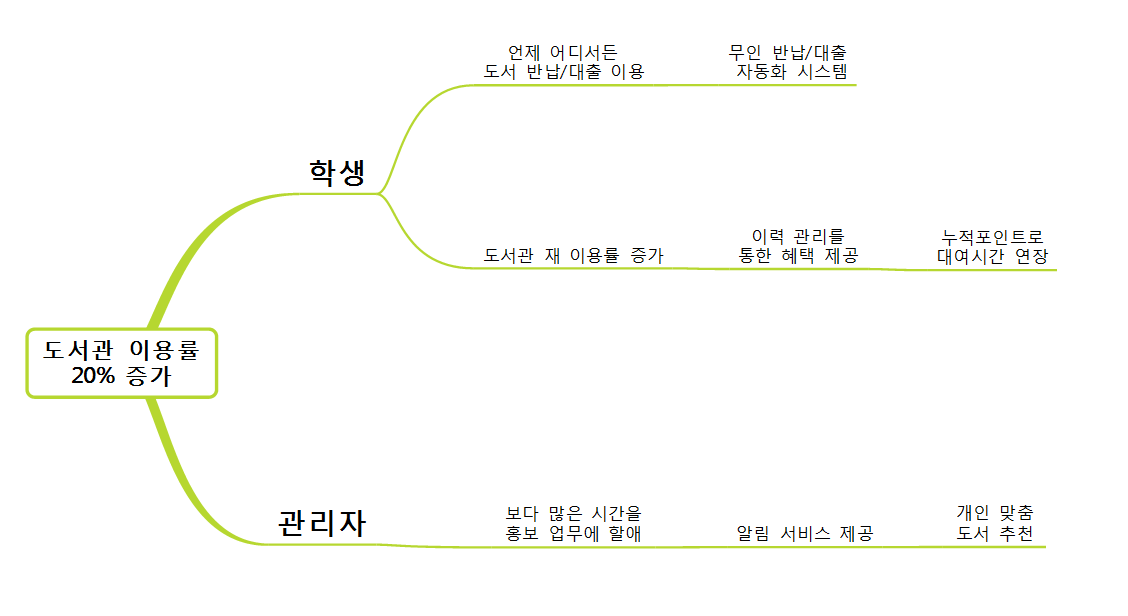 언제 어디서든
도서 반납/대출 이용
무인 반납/대출
자동화 시스템
학생
도서관 재 이용률 증가
이력 관리를
통한 혜택 제공
누적포인트로
대여시간 연장
도서관 이용률
20% 증가
관리자
보다 많은 시간을
홍보 업무에 할애
알림 서비스 제공
개인 맞춤
도서 추천